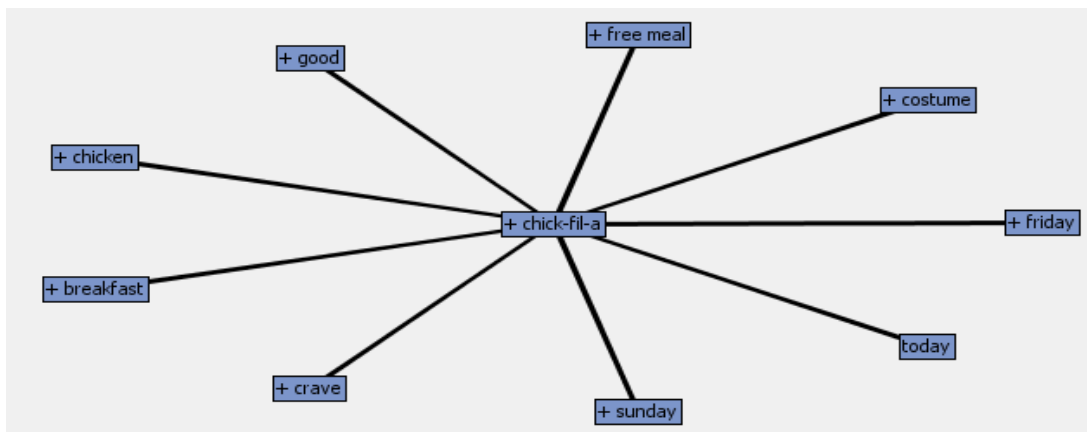 + free meal
+ good
+ costume
+ chicken
+ chick-fil-a
+ friday
+ breakfast
today
+ crave
+ sunday